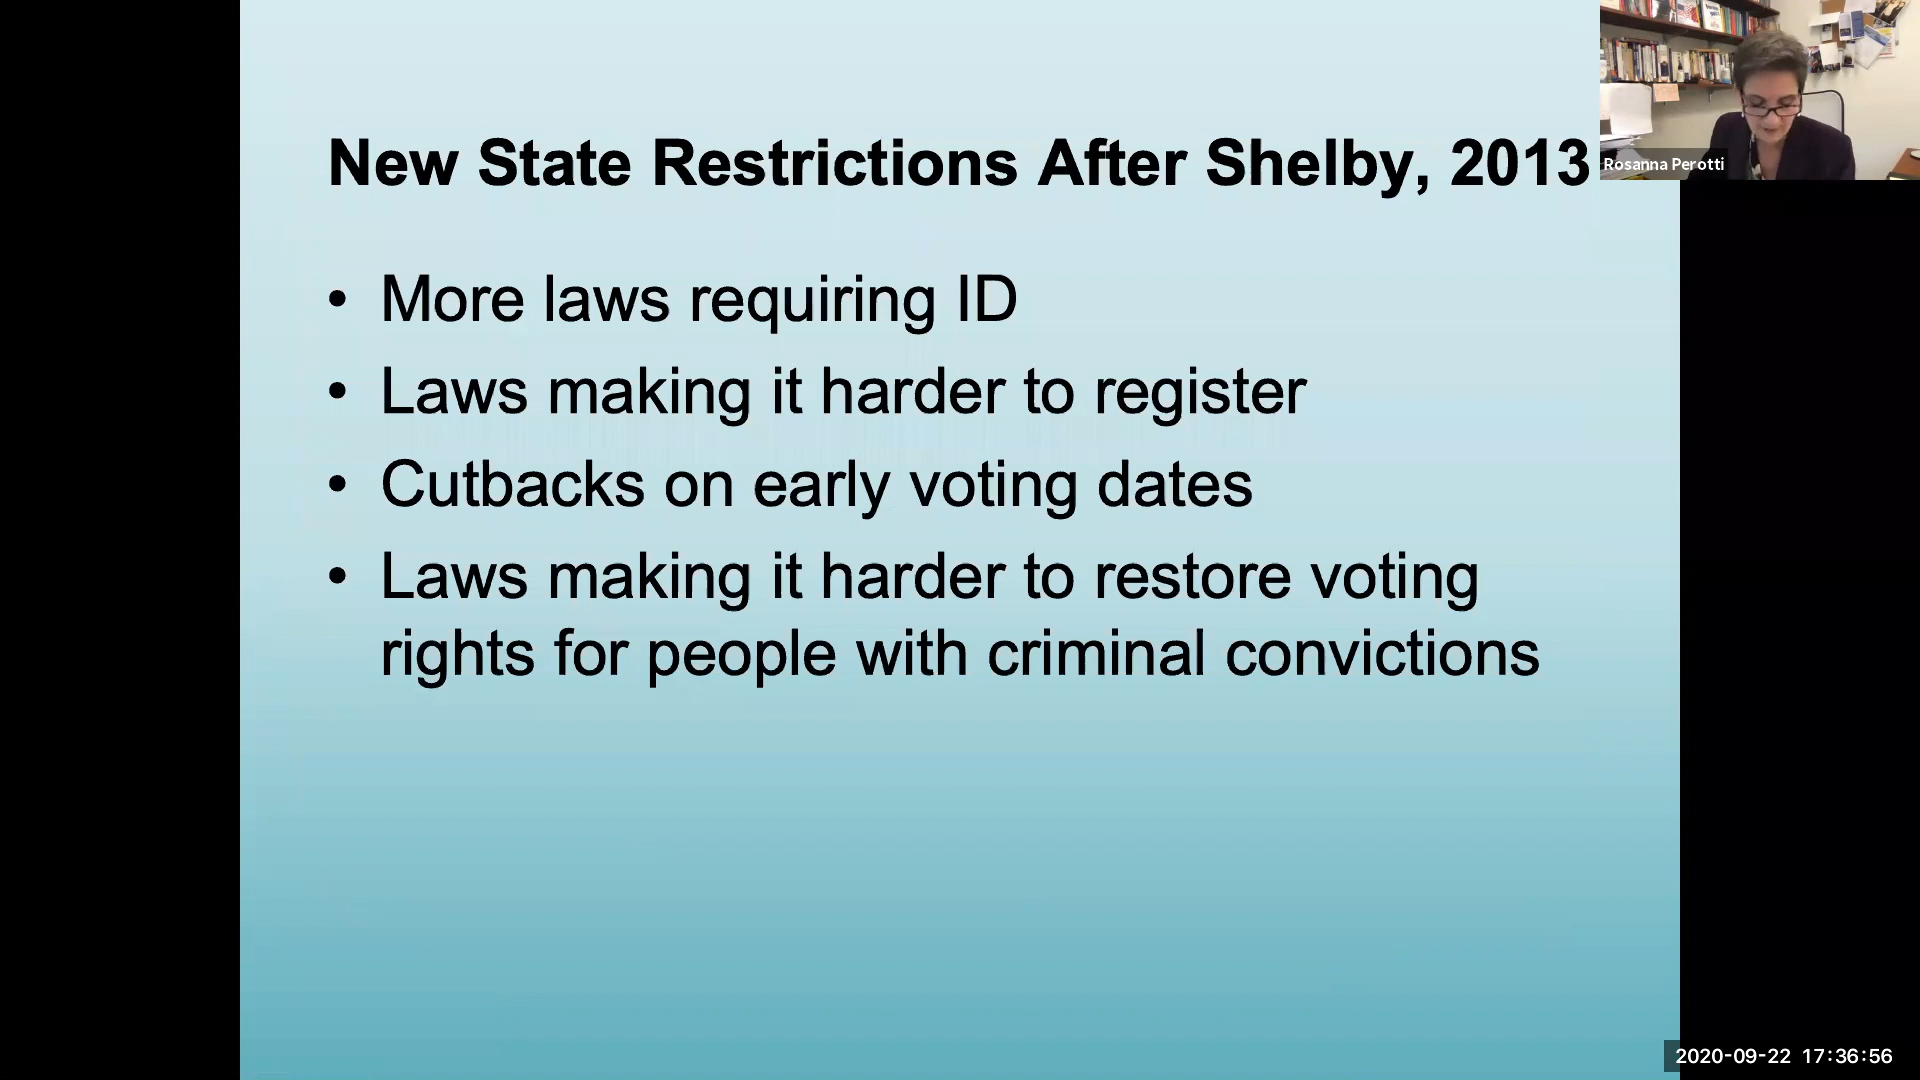 New State Restrictions After Shelby, 2013
• More laws requiring ID
• Laws making it harder to register
• Cutbacks on early voting dates
• Laws making it harder to restore voting
rights for people with criminal convictions
Rosanna Perotti
2020-09-22 17:36:56